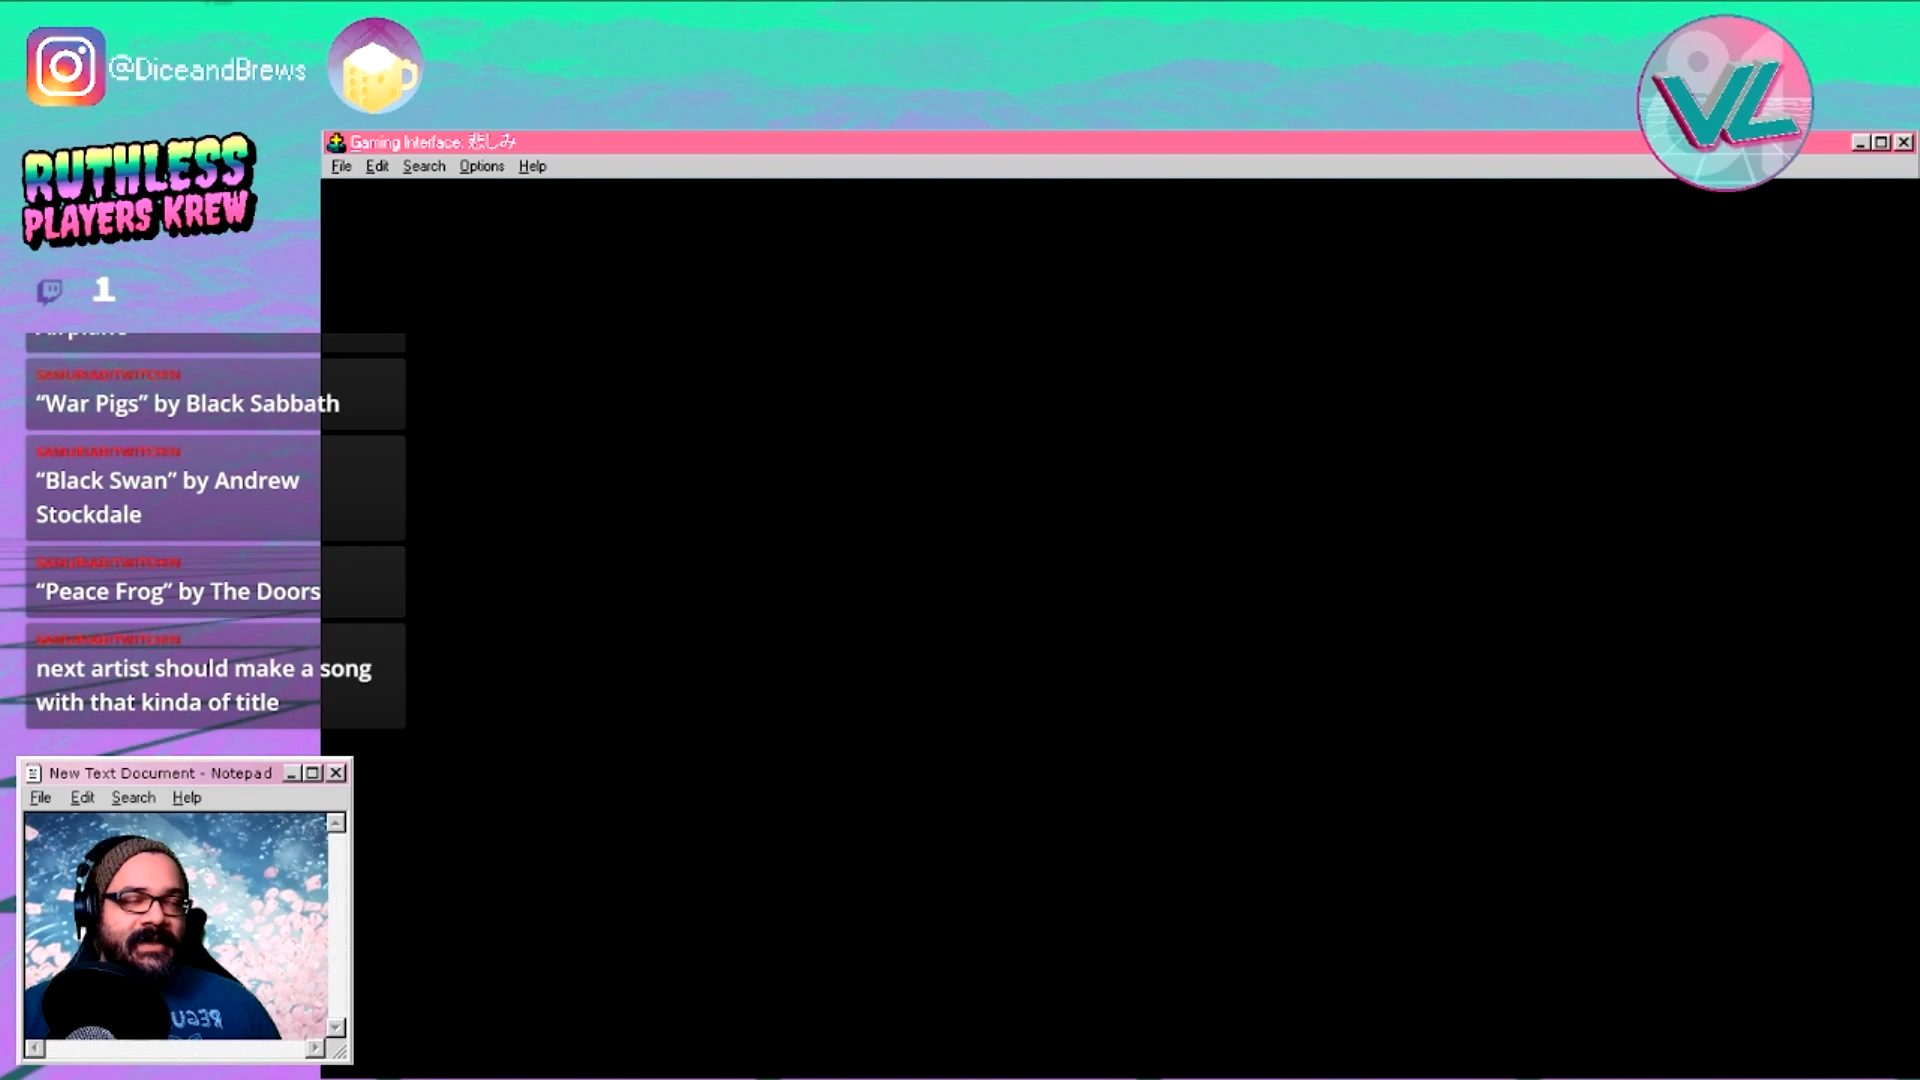 @DiceandBrews
VL
RUTHLESS
PLAYERS KREW
Gaming Interface: 悲しみ
File Edit Search Options Help
1
“War Pigs” by Black Sabbath
“Black Swan” by Andrew
Stockdale
“Peace Frog” by The Doors
next artist should make a song
with that kinda of title
New Text Document - Notepad
File Edit Search Help